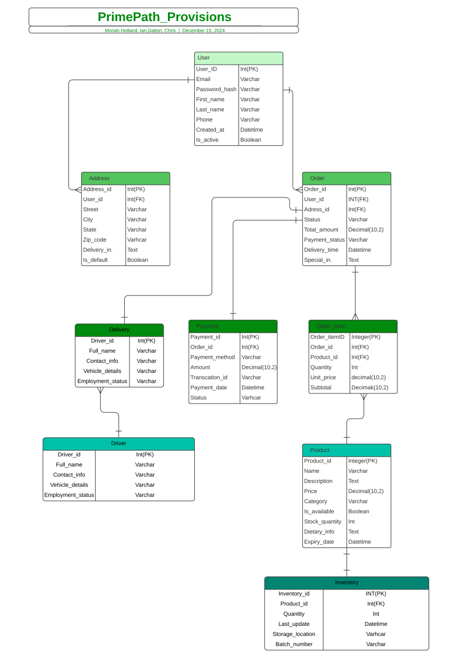 PrimePath_Provisions
Moriah Holland, Ian Dalton, Chris | December 15, 2024
User
User_ID Int(PK)
Email Varchar
Password_hash Varchar
First_name Varchar
Last_name Varchar
Phone Varchar
Created_at Datetime
Is_active Boolean
Address
Address_id Int(PK)
User_id Int(FK)
Street Varchar
City Varchar
State Varchar
Zip_code Varhcar
Delivery_in. Text
Is_default Boolean
Order
Order_id Int(PK)
User_id INT(FK)
Adress_id Int(FK)
Status Varchar
Total_amount Decimal(10,2)
Payment_status Varchar
Delivery_time Datetime
Special_in. Text
Delivery
Driver_id Int(PK)
Full_name Varchar
Contact_info Varchar
Vehicle_details Varchar
Employment_status Varchar
Payment
Payment_id Int(PK)
Order_id Int(FK)
Payment_method Varchar
Amount Decimal(10,2)
Transcation_id Varchar
Payment_date Datetime
Status Varhcar
Order_item
Order_itemID Integer(PK)
Order_id Int(FK)
Product_id Int(FK)
Quantity Int
Unit_price decimal(10,2)
Subtotal Decimak(10,2)
Driver
Driver_id Int(PK)
Full_name Varchar
Contact_info Varchar
Vehicle_details Varchar
Employment_status Varchar
Product
Product_id Integer(PK)
Name Varchar
Description Text
Price Decimal(10,2)
Category Varchar
Is_available Boolean
Stock_quantity Int
Dietary_info Text
Expiry_date Datetime
Inventory
Inventory_id INT(PK)
Product_id Int(FK)
Quantity Int
Last_update Datetime
Storage_location Varhcar
Batch_number Varchar